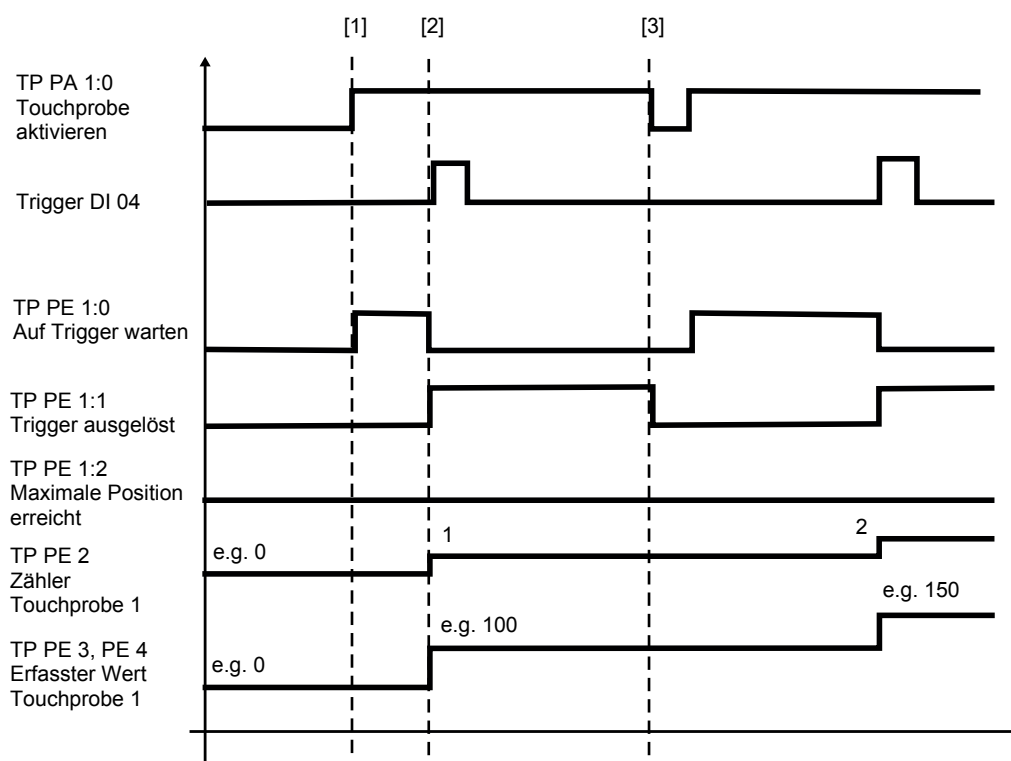 [1] [2] [3]
TP PA 1:0
Touchprobe
aktivieren
Trigger DI 04
TP PE 1:0
Auf Trigger warten
TP PE 1:1
Trigger ausgelöst
TP PE 1:2
Maximale Position
erreicht
TP PE 2
Zähler
Touchprobe 1
e.g. 0
1
2
TP PE 3, PE 4
Erfasster Wert
Touchprobe 1
e.g. 0
e.g. 100
e.g. 150